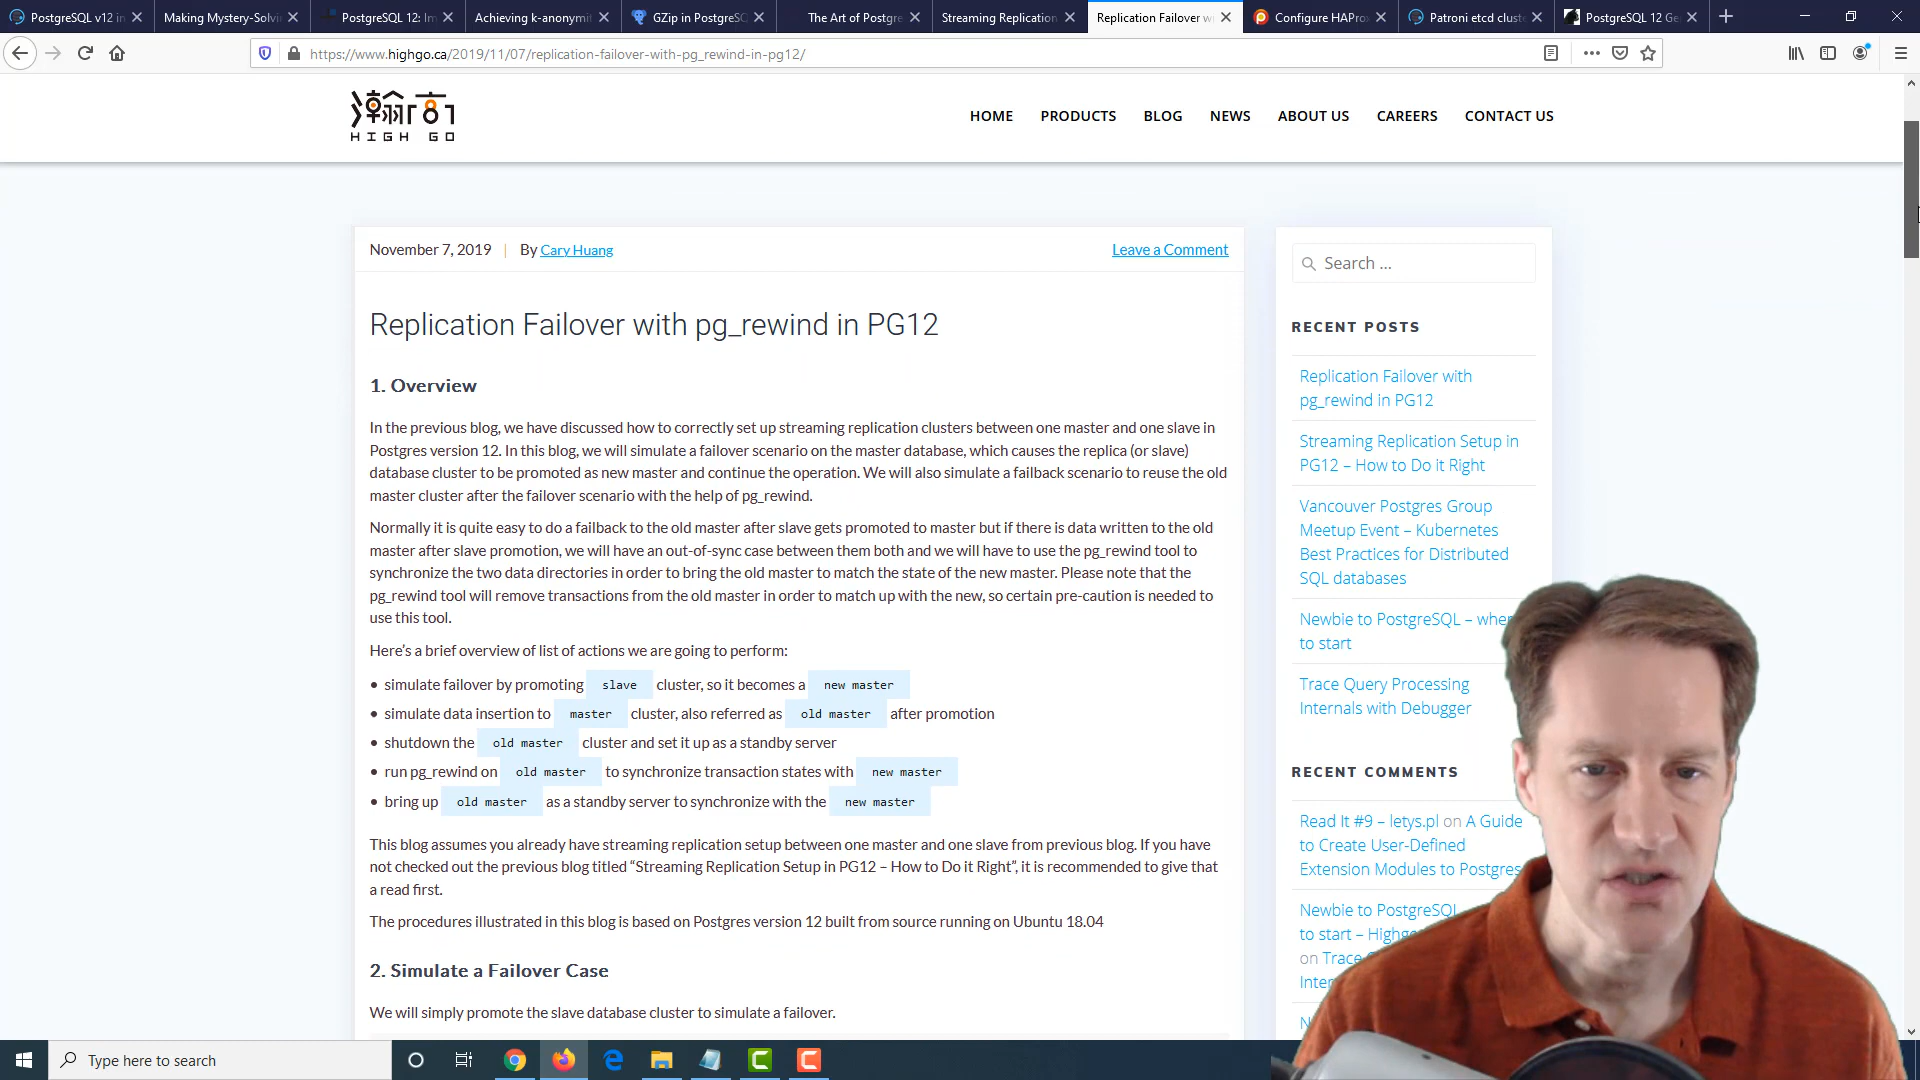 PostgreSQL v12 in
Making Mystery-Solvi
PostgreSQL 12: Im
Achieving k-anonymit
GZip in PostgreSQ
The Art of Postgre
Streaming Replication
Replication Failover w
Configure HAProx
Patroni etcd cluste
PostgreSQL 12 Ge
https://www.highgo.ca/2019/11/07/replication-failover-with-pg_rewind-in-pg12/
瀚高
HIGH GO
HOME PRODUCTS BLOG NEWS ABOUT US CAREERS CONTACT US
November 7, 2019 | By Cary Huang
Leave a Comment
Replication Failover with pg_rewind in PG12
1. Overview
In the previous blog, we have discussed how to correctly set up streaming replication clusters between one master and one slave in
Postgres version 12. In this blog, we will simulate a failover scenario on the master database, which causes the replica (or slave)
database cluster to be promoted as new master and continue the operation. We will also simulate a failback scenario to reuse the old
master cluster after the failover scenario with the help of pg_rewind.
Normally it is quite easy to do a failback to the old master after slave gets promoted to master but if there is data written to the old
master after slave promotion, we will have an out-of-sync case between them both and we will have to use the pg_rewind tool to
synchronize the two data directories in order to bring the old master to match the state of the new master. Please note that the
pg_rewind tool will remove transactions from the old master in order to match up with the new, so certain pre-caution is needed to
use this tool.
Here's a brief overview of list of actions we are going to perform:
• simulate failover by promoting slave cluster, so it becomes a new master
• simulate data insertion to master cluster, also referred as old master after promotion
• shutdown the old master cluster and set it up as a standby server
• run pg_rewind on old master to synchronize transaction states with new master
• bring up old master as a standby server to synchronize with the new master
This blog assumes you already have streaming replication setup between one master and one slave from previous blog. If you have
not checked out the previous blog titled “Streaming Replication Setup in PG12 – How to Do it Right”, it is recommended to give that
a read first.
The procedures illustrated in this blog is based on Postgres version 12 built from source running on Ubuntu 18.04
2. Simulate a Failover Case
We will simply promote the slave database cluster to simulate a failover.
Search ...
RECENT POSTS
Replication Failover with
pg_rewind in PG12
Streaming Replication Setup in
PG12 – How to Do it Right
Vancouver Postgres Group
Meetup Event – Kubernetes
Best Practices for Distributed
SQL databases
Newbie to PostgreSQL – wher
to start
Trace Query Processing
Internals with Debugger
RECENT COMMENTS
Read It #9 – letys.pl on A Guide
to Create User-Defined
Extension Modules to Postgres
Newbie to PostgreSQL
to start – Highg
on Trace
Inter
N
Type here to search